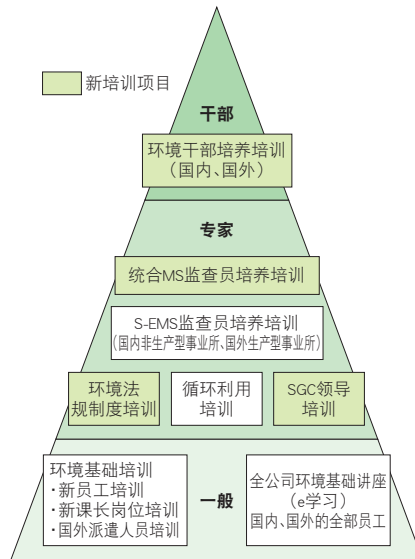 新培训项目
干部
环境干部培养培训
（国内、国外）
专家
统合MS监查员培养培训
S-EMS监查员培养培训
（国内非生产型事业所、国外生产型事业所）
环境法
规制度培训
循环利用
培训
SGC领导
培训
环境基础培训
·新员工培训
·新课长岗位培训
·国外派遣人员培训
一般
全公司环境基础讲座
（e学习）
国内、国外的全部员工